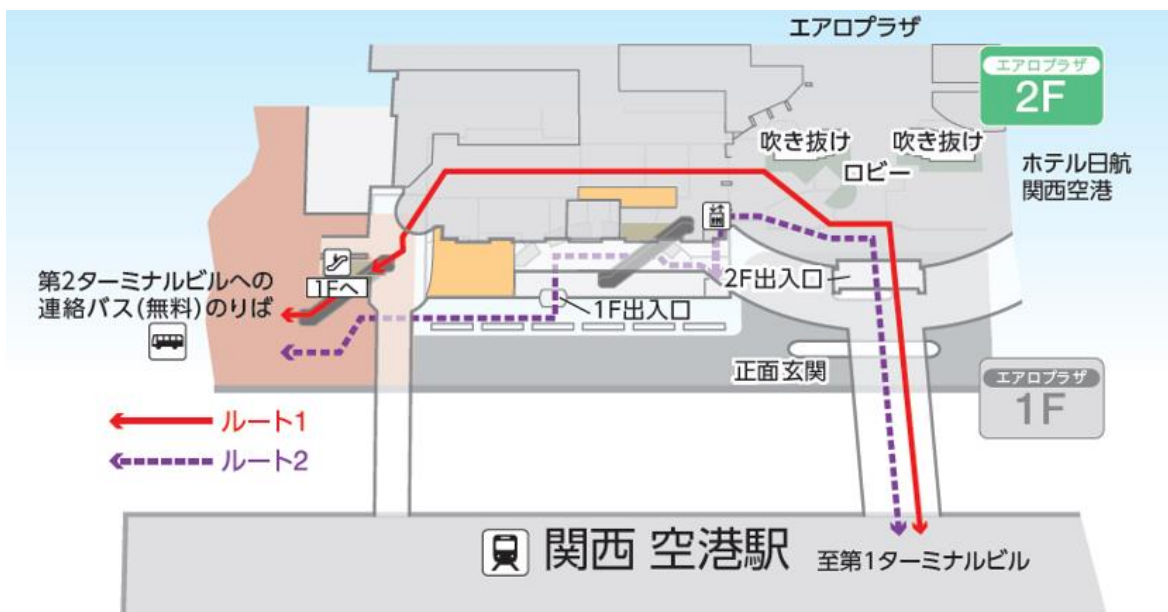 エアロプラザ
エアロプラザ
2F
吹き抜け
吹き抜け
ロビー
ホテル日航
関西空港
第2ターミナルビルへの
連絡バス(無料)のりば
1Fへ
2F出入口
1F出入口
正面玄関
エアロプラザ
1F
ルート1
ルート2
関西 空港駅
至第1ターミナルビル